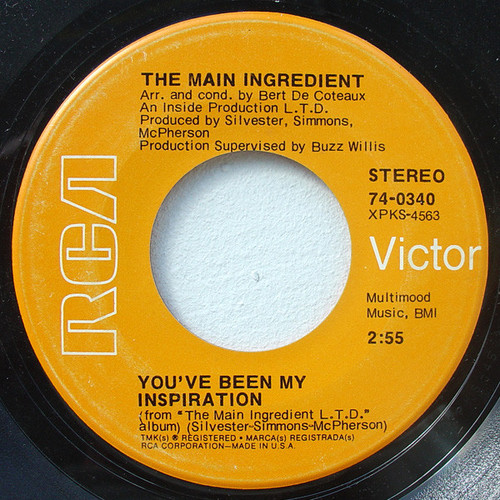 THE MAIN INGREDIENT
Arr. and cond. by Bert De Coteaux
An Inside Production L.T.D.
Produced by Silvester, Simmons,
McPherson
Production Supervised by Buzz Willis
STEREO
74-0340
XPKS-4563
RCA
Victor
Multimood
Music, BMI
2:55
YOU'VE BEEN MY
INSPIRATION
(from "The Main Ingredient L.T.D."
album) (Silvester-Simmons-McPherson)
TMK(s) ® REGISTERED • MARCA(s) REGISTRADA(s)
RCA CORPORATION—MADE IN U.S.A.